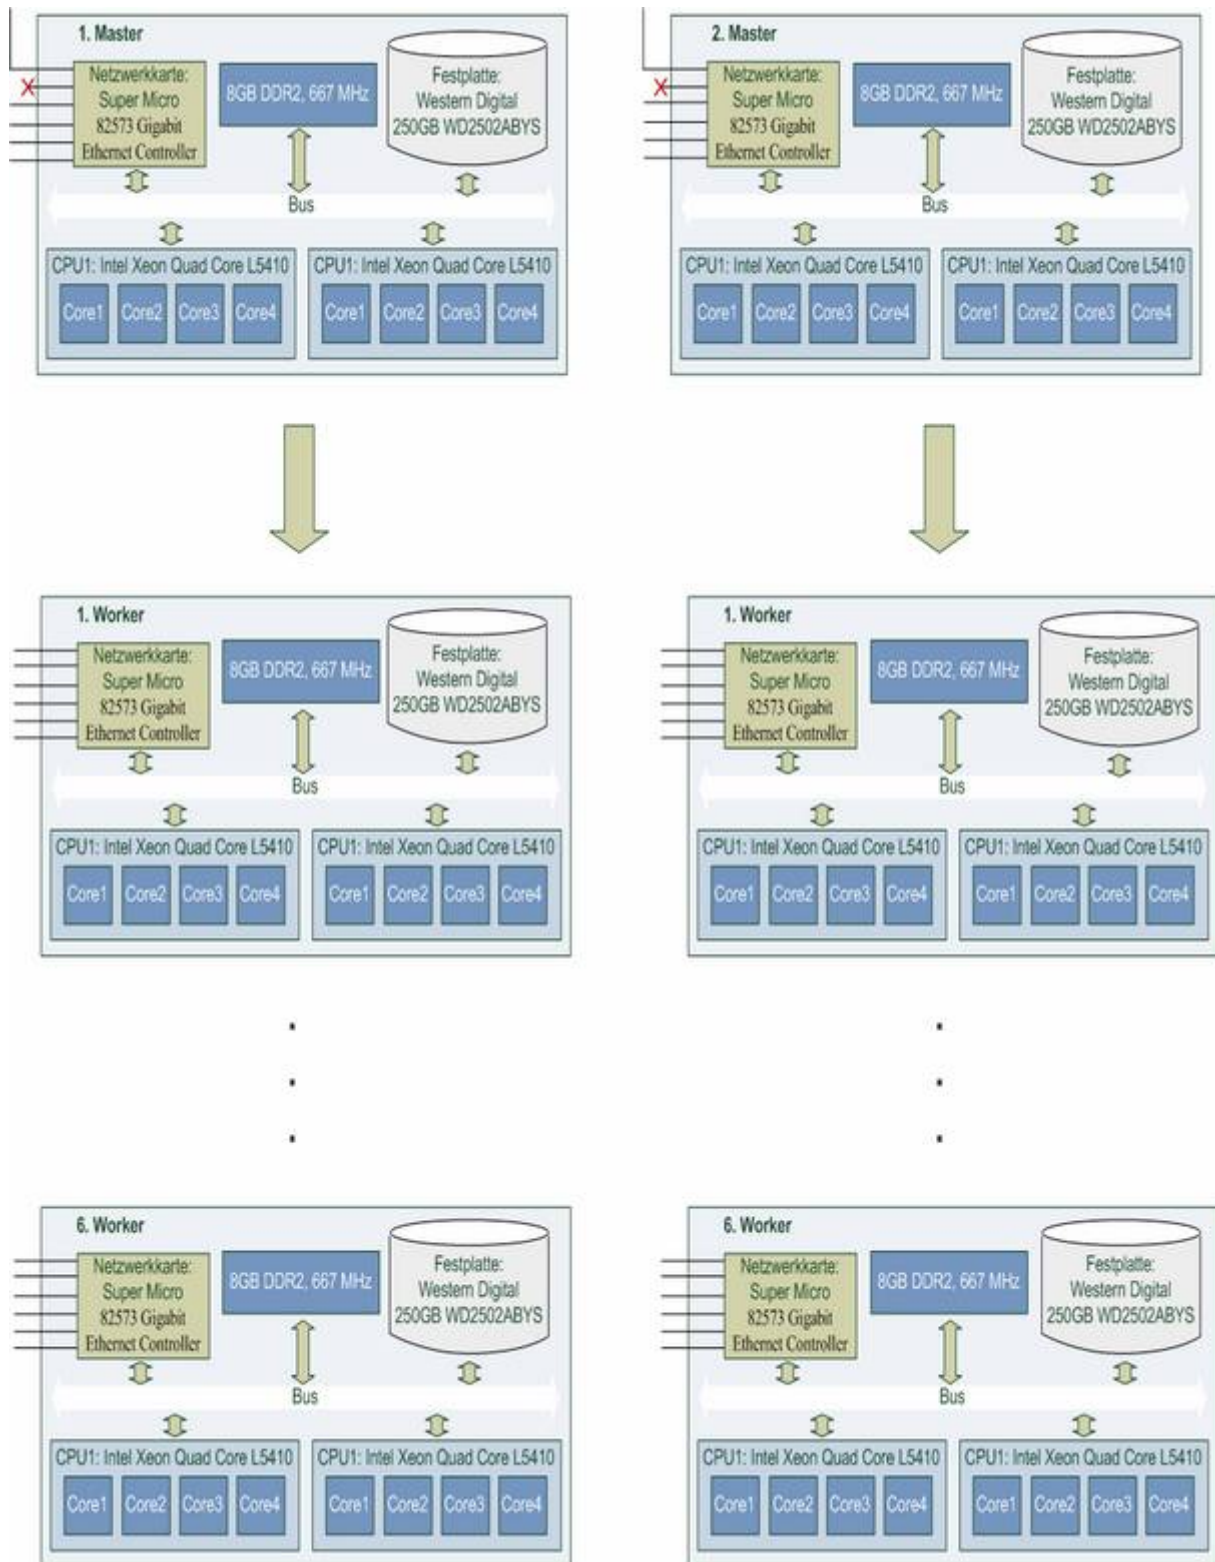 1. Master
Netzwerkkarte:
Super Micro
82573 Gigabit
Ethernet Controller
8GB DDR2, 667 MHz
Festplatte:
Western Digital
250GB WD2502ABYS
Bus
CPU1: Intel Xeon Quad Core L5410
Core1 Core2 Core3 Core4
CPU1: Intel Xeon Quad Core L5410
Core1 Core2 Core3 Core4
2. Master
Netzwerkkarte:
Super Micro
82573 Gigabit
Ethernet Controller
8GB DDR2, 667 MHz
Festplatte:
Western Digital
250GB WD2502ABYS
Bus
CPU1: Intel Xeon Quad Core L5410
Core1 Core2 Core3 Core4
CPU1: Intel Xeon Quad Core L5410
Core1 Core2 Core3 Core4
1. Worker
Netzwerkkarte:
Super Micro
82573 Gigabit
Ethernet Controller
8GB DDR2, 667 MHz
Festplatte:
Western Digital
250GB WD2502ABYS
Bus
CPU1: Intel Xeon Quad Core L5410
Core1 Core2 Core3 Core4
CPU1: Intel Xeon Quad Core L5410
Core1 Core2 Core3 Core4
1. Worker
Netzwerkkarte:
Super Micro
82573 Gigabit
Ethernet Controller
8GB DDR2, 667 MHz
Festplatte:
Western Digital
250GB WD2502ABYS
Bus
CPU1: Intel Xeon Quad Core L5410
Core1 Core2 Core3 Core4
CPU1: Intel Xeon Quad Core L5410
Core1 Core2 Core3 Core4
6. Worker
Netzwerkkarte:
Super Micro
82573 Gigabit
Ethernet Controller
8GB DDR2, 667 MHz
Festplatte:
Western Digital
250GB WD2502ABYS
Bus
CPU1: Intel Xeon Quad Core L5410
Core1 Core2 Core3 Core4
CPU1: Intel Xeon Quad Core L5410
Core1 Core2 Core3 Core4
6. Worker
Netzwerkkarte:
Super Micro
82573 Gigabit
Ethernet Controller
8GB DDR2, 667 MHz
Festplatte:
Western Digital
250GB WD2502ABYS
Bus
CPU1: Intel Xeon Quad Core L5410
Core1 Core2 Core3 Core4
CPU1: Intel Xeon Quad Core L5410
Core1 Core2 Core3 Core4